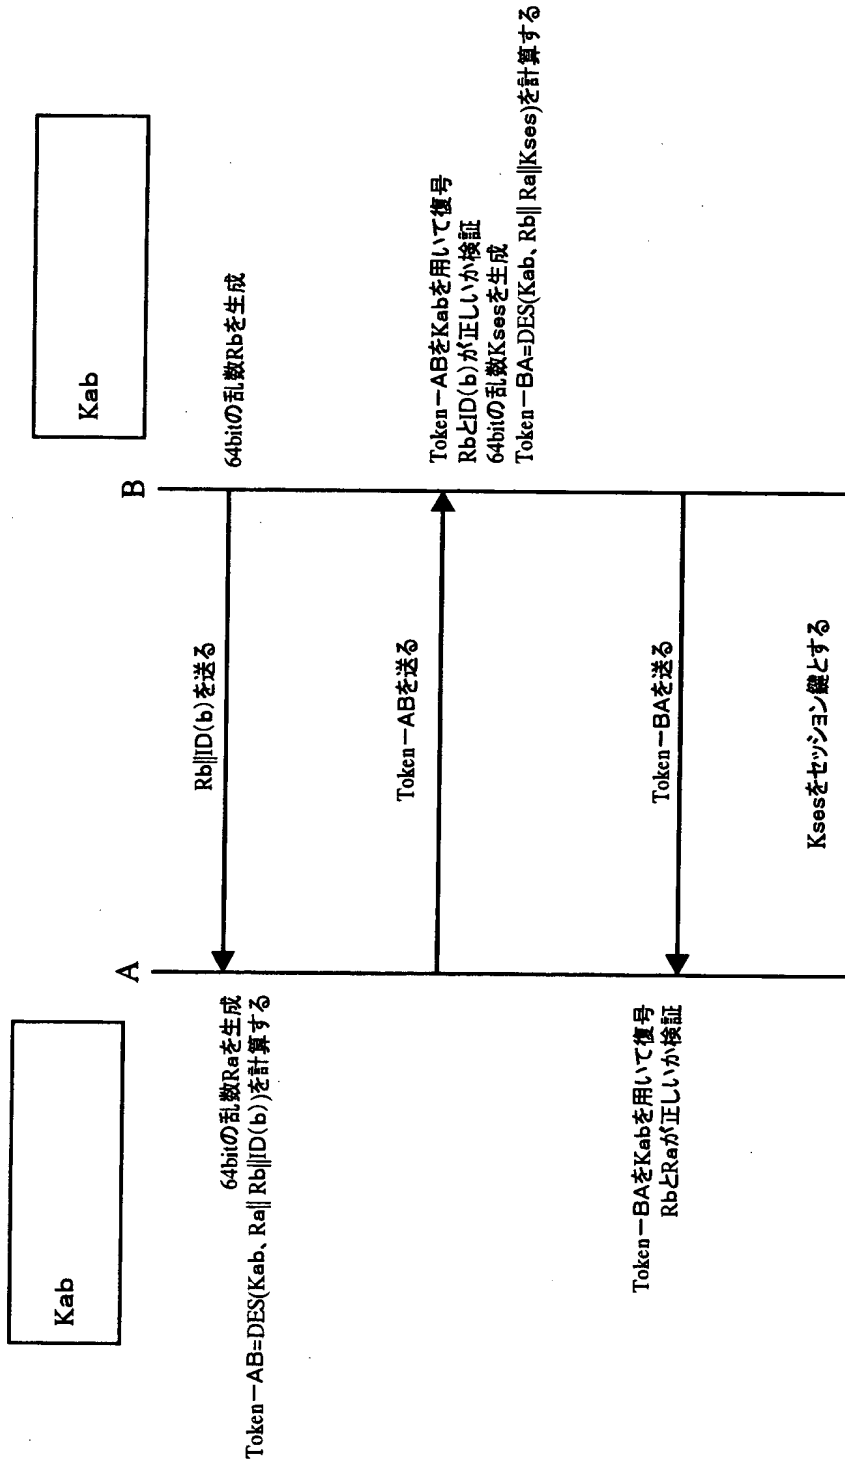 Kab
Kab
A
B
64bitの乱数Rbを生成
Rb||ID(b)を送る
64bitの乱数Raを生成
Token-AB=DES(Kab、Ra|| Rb||ID(b))を計算する
Token-ABを送る
Token-ABをKabを用いて復号
RbとID(b)が正しいか検証
64bitの乱数Ksesを生成
Token-BA=DES(Kab、Rb|| Ra||Kses)を計算する
Token-BAを送る
Token-BAをKabを用いて復号
RbとRaが正しいか検証
Ksesをセッション鍵とする